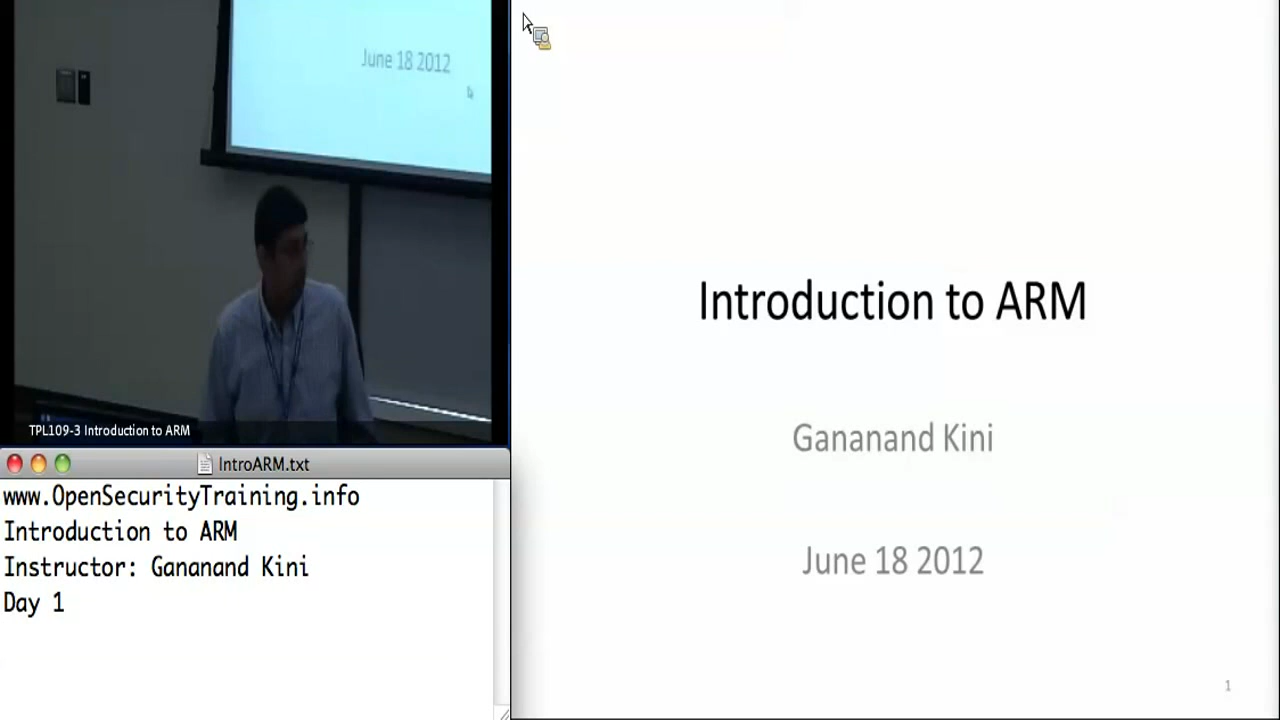 June 18 2012
TPL109-3 Introduction to ARM
IntroARM.txt
www.OpenSecurityTraining.info
Introduction to ARM
Instructor: Gananand Kini
Day 1
Introduction to ARM
Gananand Kini
June 18 2012
1